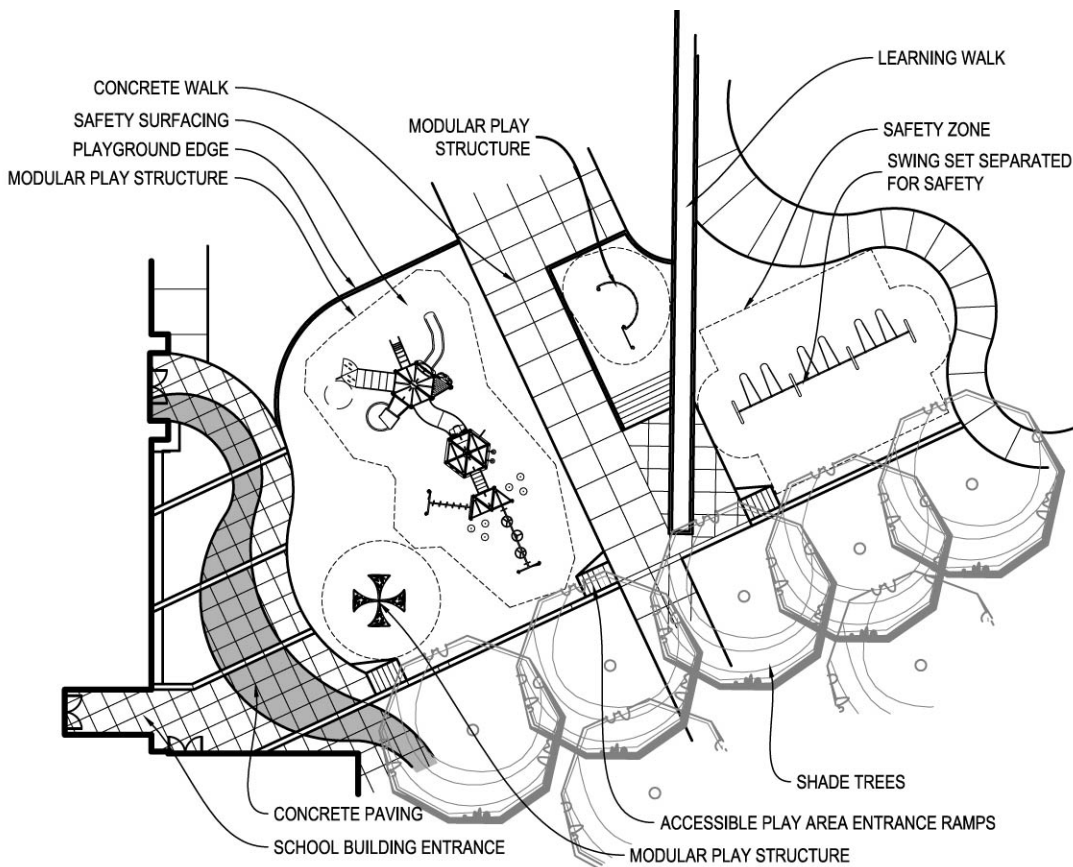 CONCRETE WALK
SAFETY SURFACING
PLAYGROUND EDGE
MODULAR PLAY STRUCTURE
MODULAR PLAY
STRUCTURE
LEARNING WALK
SAFETY ZONE
SWING SET SEPARATED
FOR SAFETY
SHADE TREES
CONCRETE PAVING
ACCESSIBLE PLAY AREA ENTRANCE RAMPS
SCHOOL BUILDING ENTRANCE
MODULAR PLAY STRUCTURE